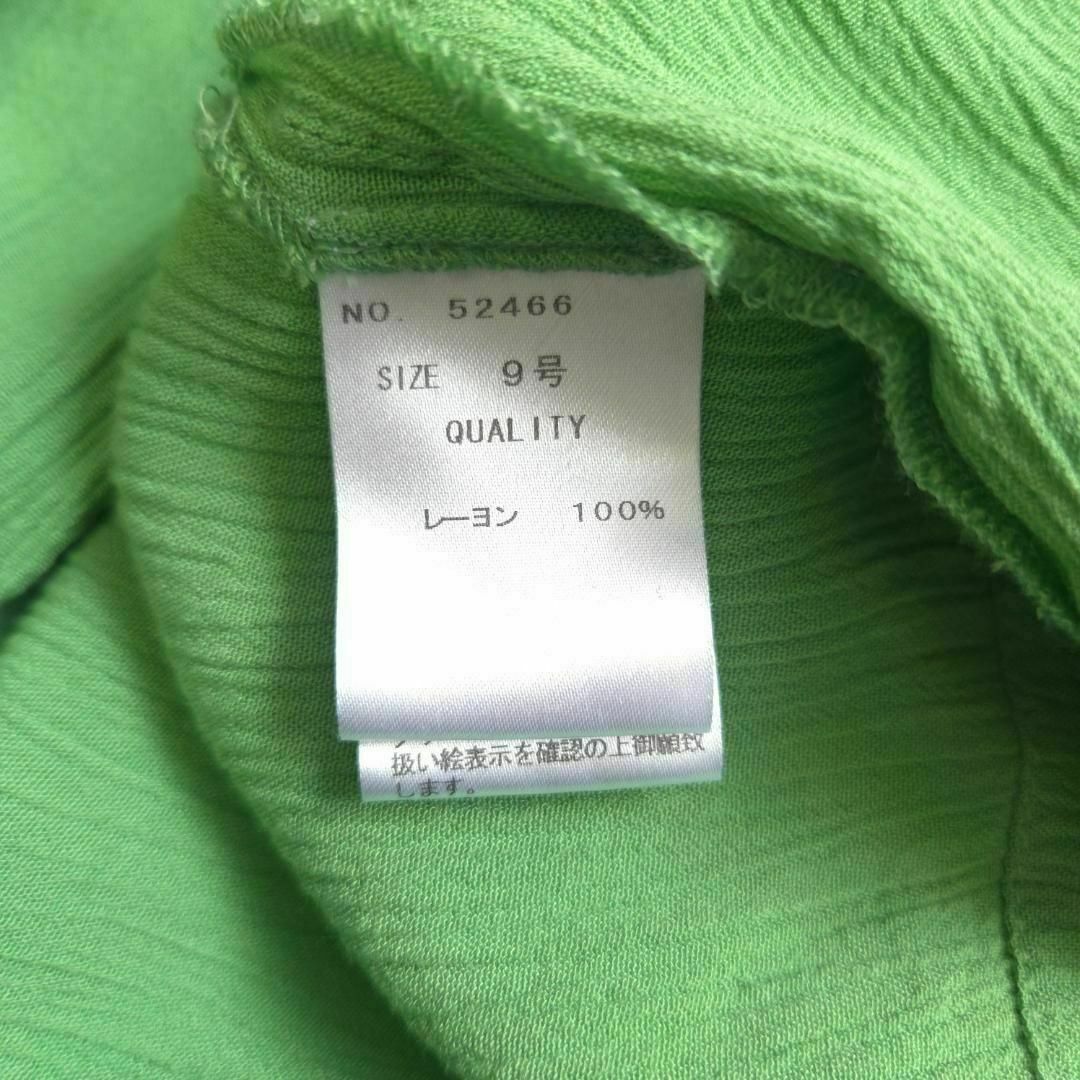 NO. 52466
SIZE 9号
QUALITY
レーヨン 100%
扱い絵表示を確認の上御願致
します。